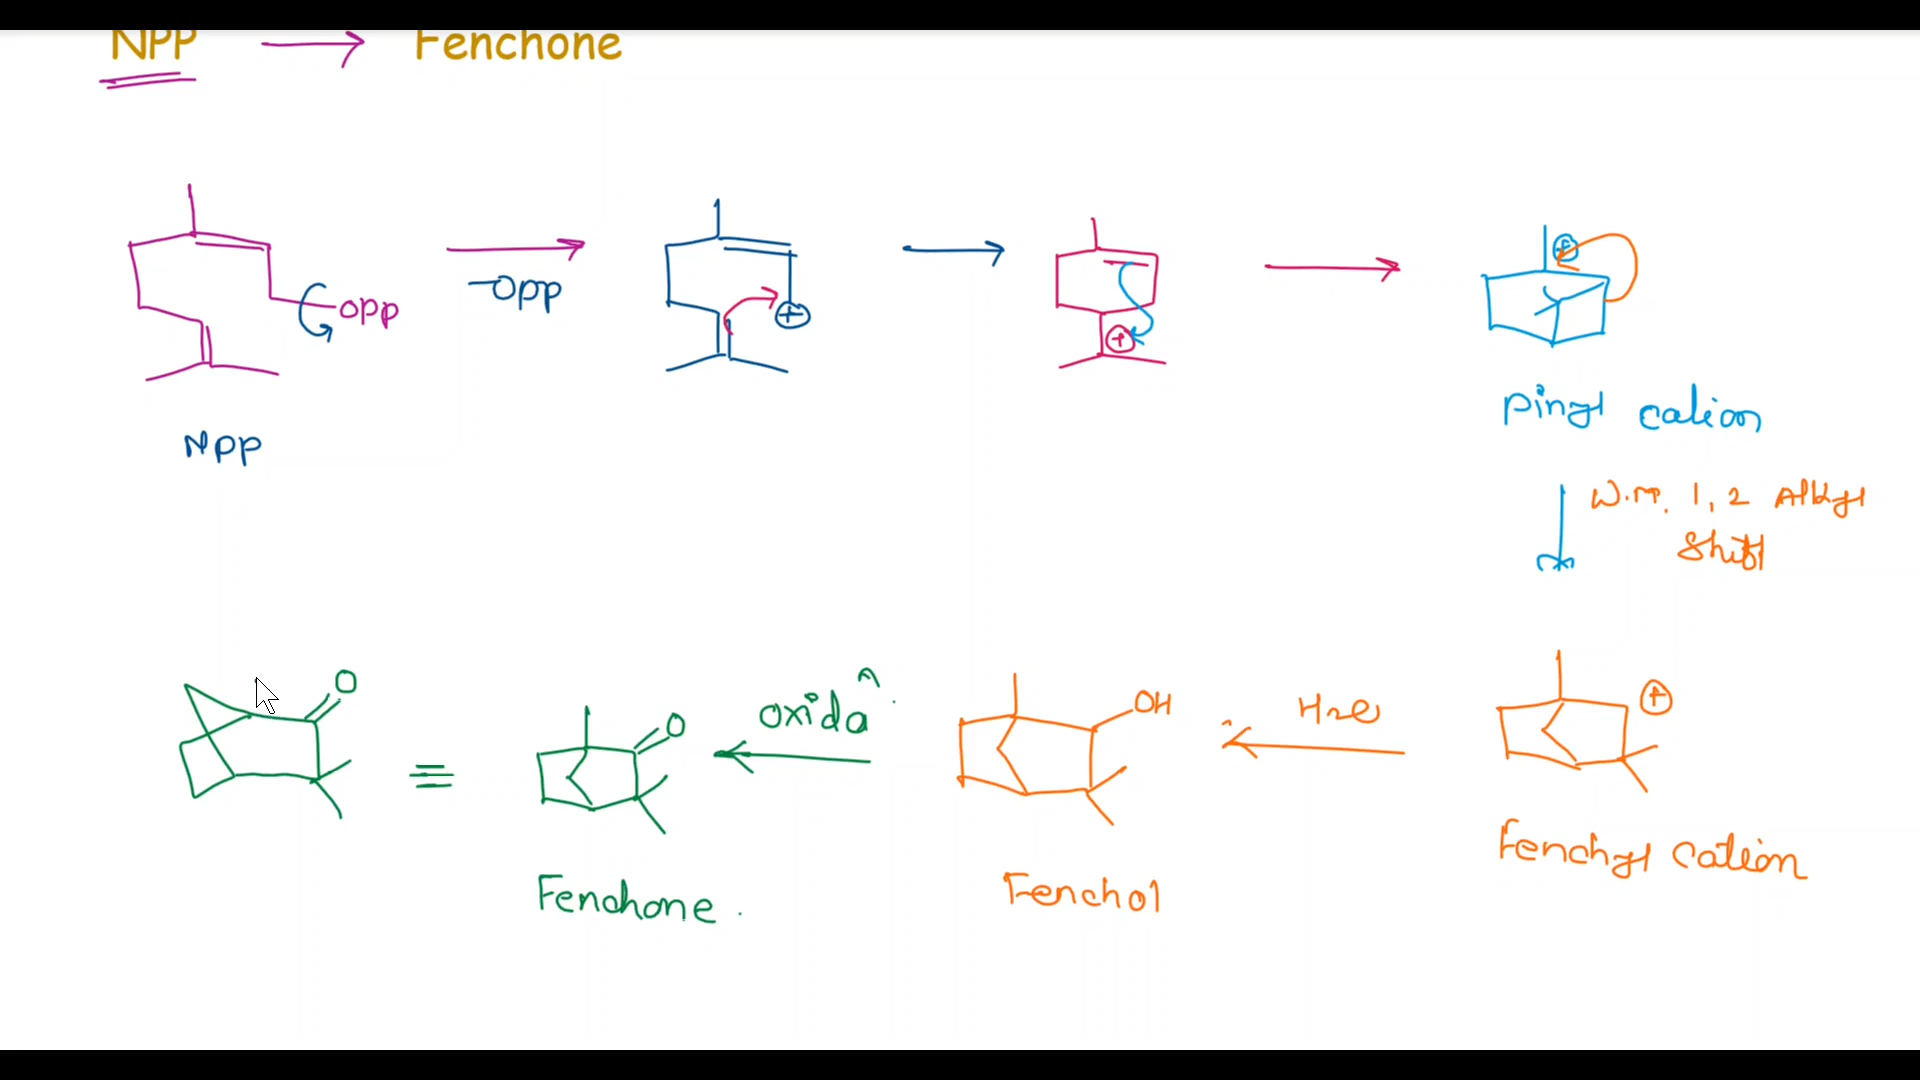 NPP → Fenchone
OPP
-OPP
+
+
+
NPP
pinyl cation
W.M. 1,2 Alkyl
Shift
O
≡
O
oxida^n.
OH
H2O
+
Fenchone.
Fenchol
Fenchyl cation